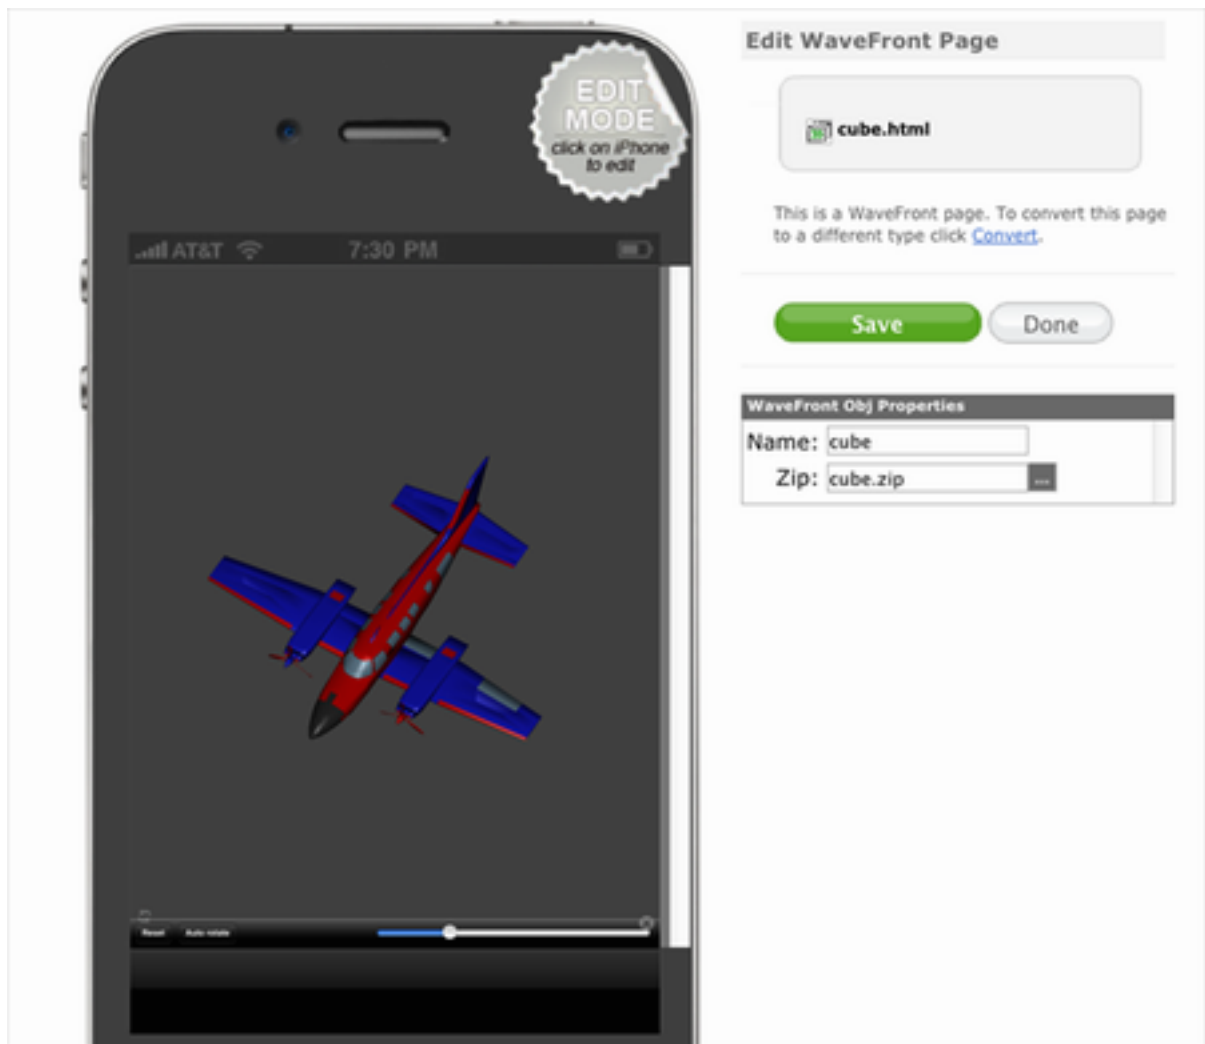 EDIT
MODE
click on iPhone
to edit
AT&T
7:30 PM
Reset
Auto rotate
Edit WaveFront Page
cube.html
This is a WaveFront page. To convert this page
to a different type click Convert.
Save
Done
WaveFront Obj Properties
Name: cube
Zip: cube.zip
...